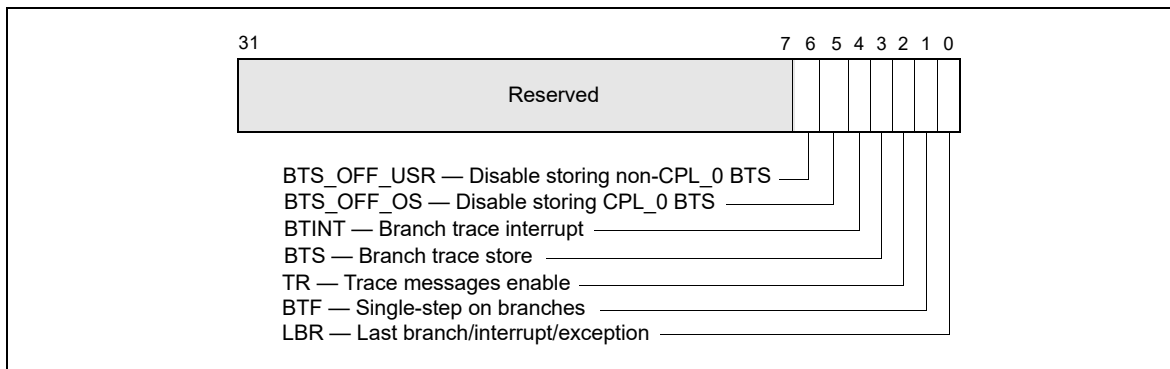 31 7 6 5 4 3 2 1 0
Reserved
BTS_OFF_USR — Disable storing non-CPL_0 BTS
BTS_OFF_OS — Disable storing CPL_0 BTS
BTINT — Branch trace interrupt
BTS — Branch trace store
TR — Trace messages enable
BTF — Single-step on branches
LBR — Last branch/interrupt/exception